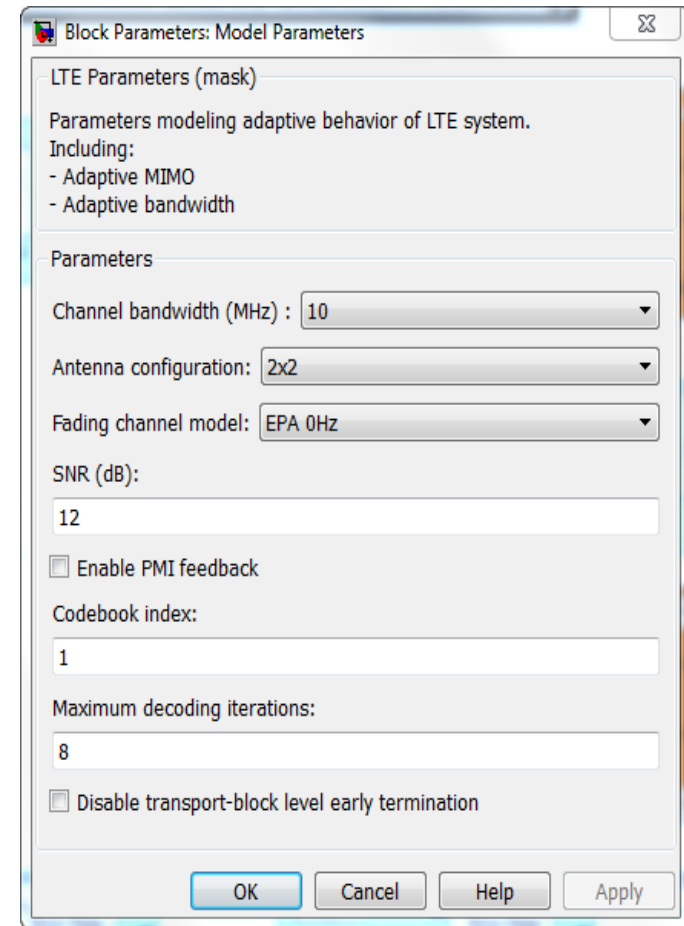 Block Parameters: Model Parameters
LTE Parameters (mask)
Parameters modeling adaptive behavior of LTE system.
Including:
- Adaptive MIMO
- Adaptive bandwidth
Parameters
Channel bandwidth (MHz) : 10
Antenna configuration: 2x2
Fading channel model: EPA 0Hz
SNR (dB):
12
Enable PMI feedback
Codebook index:
1
Maximum decoding iterations:
8
Disable transport-block level early termination
OK Cancel Help Apply